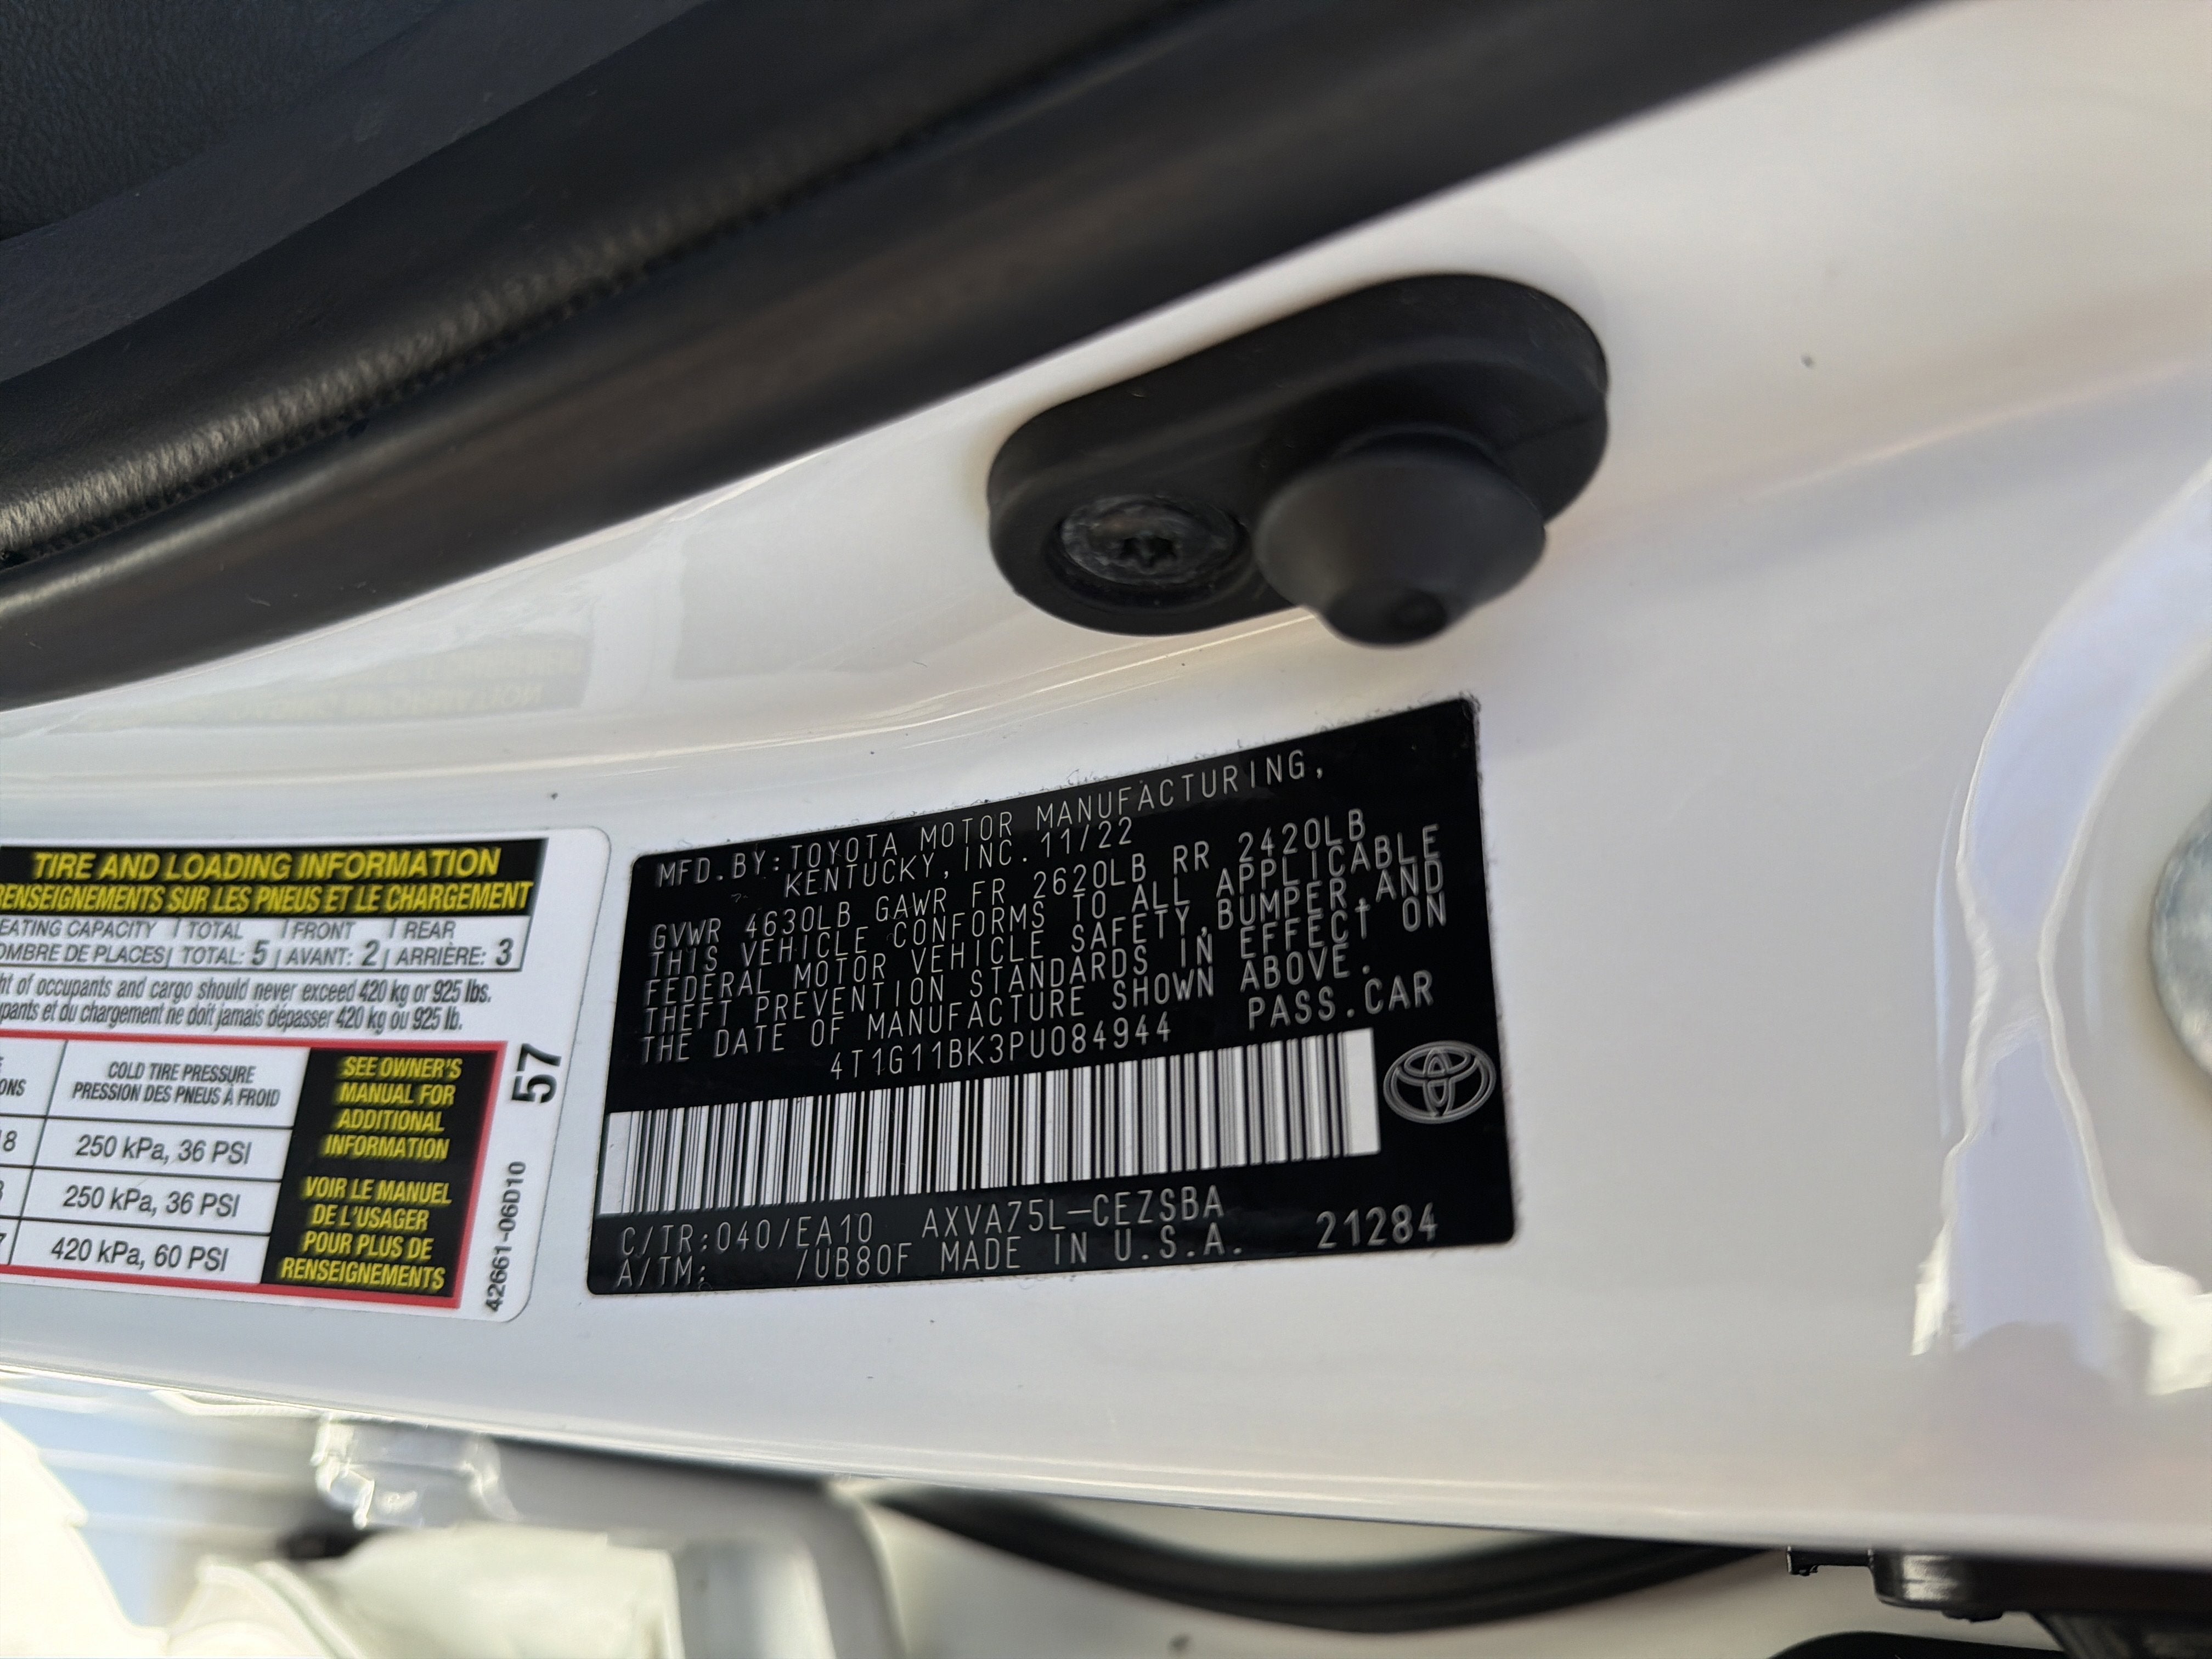 TIRE AND LOADING INFORMATION
RENSEIGNEMENTS SUR LES PNEUS ET LE CHARGEMENT
EATING CAPACITY | TOTAL | FRONT | REAR
OMBRE DE PLACES | TOTAL: 5 | AVANT: 2 | ARRIÈRE: 3
ht of occupants and cargo should never exceed 420 kg or 925 lbs.
pants et du chargement ne doit jamais dépasser 420 kg ou 925 lb.
ONS
COLD TIRE PRESSURE
PRESSION DES PNEUS À FROID
250 kPa, 36 PSI
250 kPa, 36 PSI
420 kPa, 60 PSI
SEE OWNER'S
MANUAL FOR
ADDITIONAL
INFORMATION
VOIR LE MANUEL
DE L'USAGER
POUR PLUS DE
RENSEIGNEMENTS
57
42661-06D10
MFD.BY:TOYOTA MOTOR MANUFACTURING,
KENTUCKY,INC. 11/22
GVWR 4630LB GAWR FR 2620LB RR 2420LB
THIS VEHICLE CONFORMS TO ALL APPLICABLE
FEDERAL MOTOR VEHICLE SAFETY,BUMPER,AND
THEFT PREVENTION STANDARDS IN EFFECT ON
THE DATE OF MANUFACTURE SHOWN ABOVE.
4T1G11BK3PU084944 PASS.CAR
C/TR:040/EA10 AXVA75L-CEZSBA
A/TM: /UB80F MADE IN U.S.A. 21284